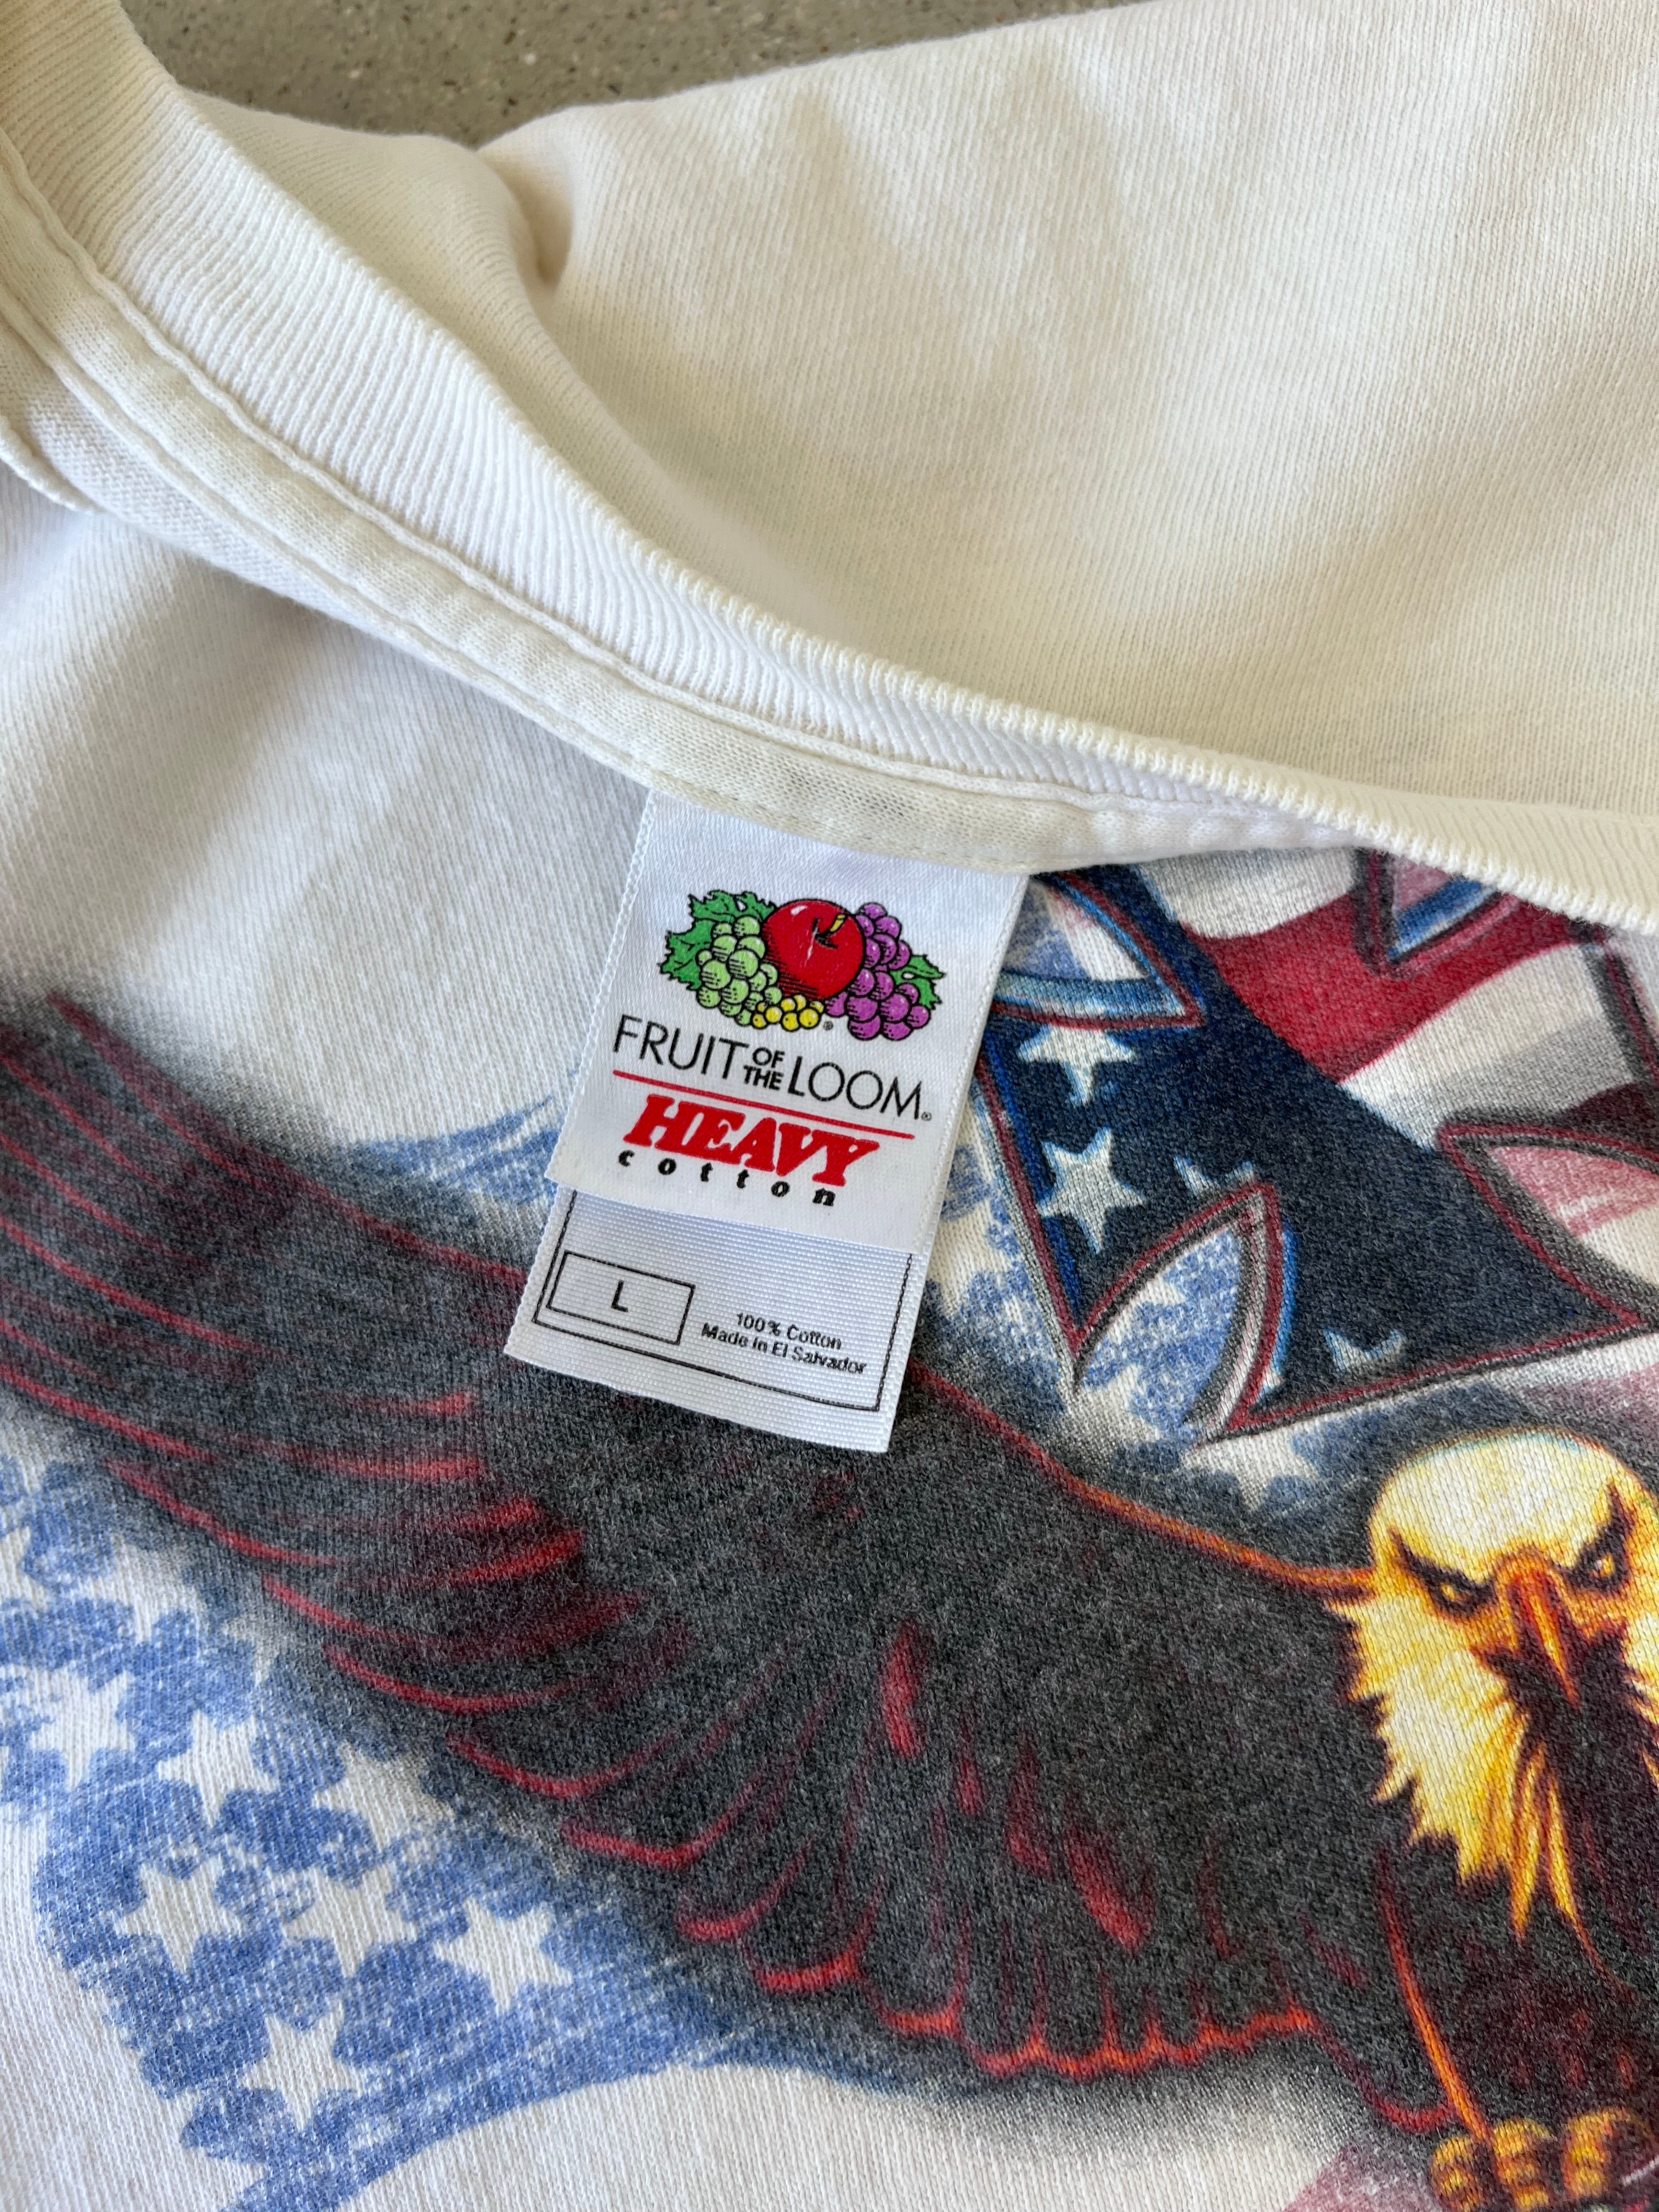 FRUIT OF THE LOOM®
HEAVY
cotton
L
100% Cotton
Made in El Salvador